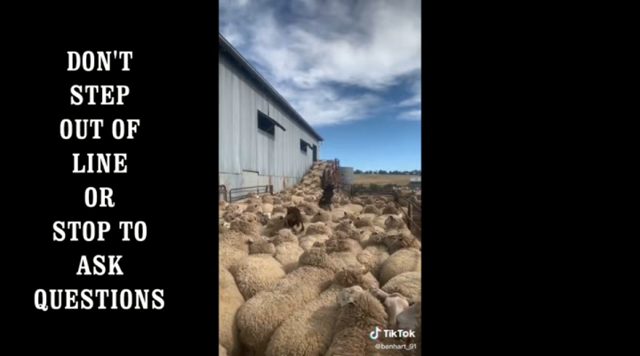 DON'T
STEP
OUT OF
LINE
OR
STOP TO
ASK
QUESTIONS
TikTok
@benhart_91